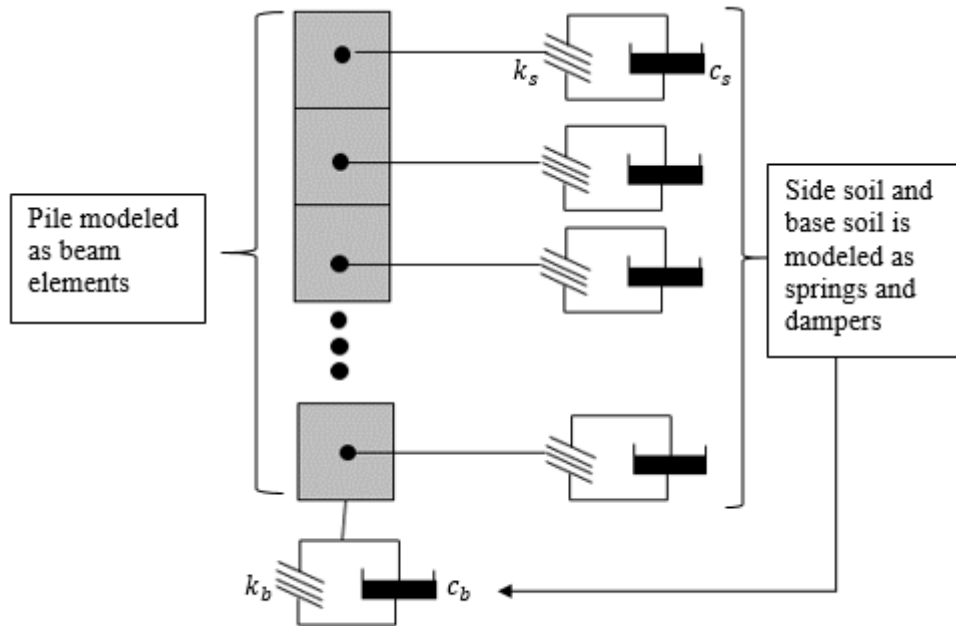 k_s
c_s
Pile modeled
as beam
elements
Side soil and
base soil is
modeled as
springs and
dampers
k_b
c_b